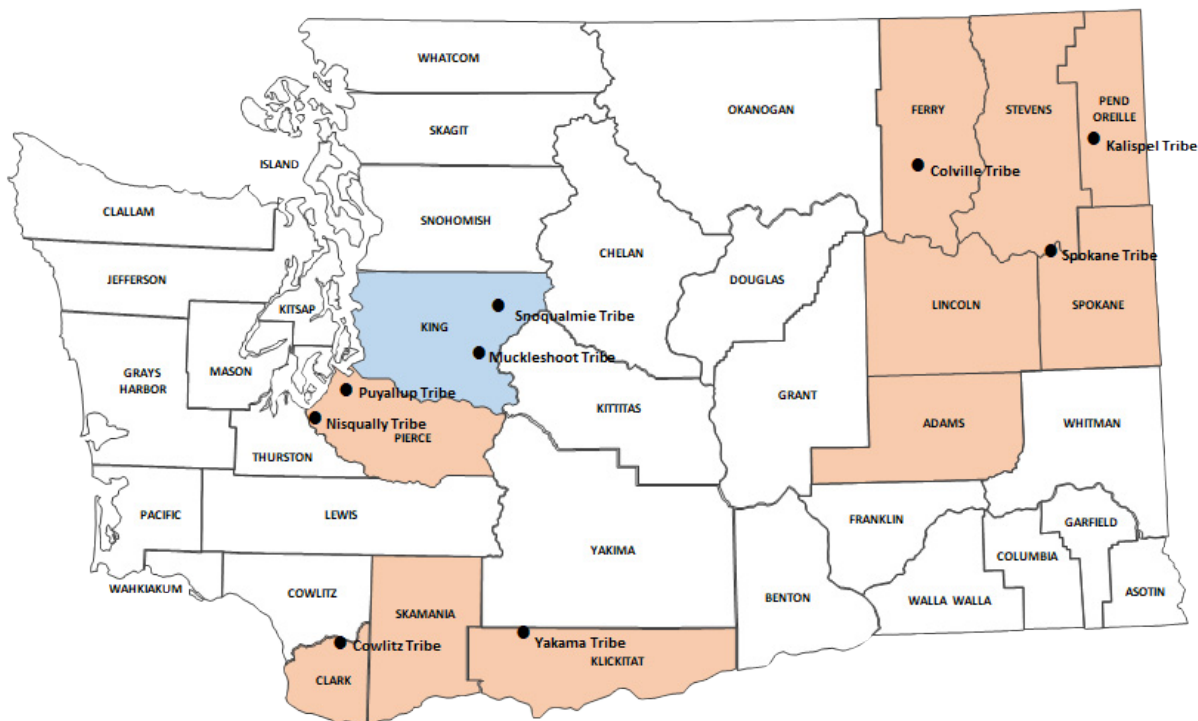 WHATCOM
OKANOGAN
FERRY
STEVENS
PEND
OREILLE
SKAGIT
Kalispel Tribe
ISLAND
Colville Tribe
SNOHOMISH
CLALLAM
CHELAN
Spokane Tribe
JEFFERSON
DOUGLAS
KITSAP
LINCOLN
SPOKANE
Snoqualmie Tribe
KING
Muckleshoot Tribe
MASON
GRAYS
HARBOR
Puyallup Tribe
GRANT
KITTITAS
Nisqually Tribe
ADAMS
WHITMAN
PIERCE
THURSTON
PACIFIC
LEWIS
FRANKLIN
GARFIELD
YAKIMA
COLUMBIA
WAHKIAKUM
COWLITZ
BENTON
WALLA WALLA
ASOTIN
SKAMANIA
Cowlitz Tribe
Yakama Tribe
KLICKITAT
CLARK